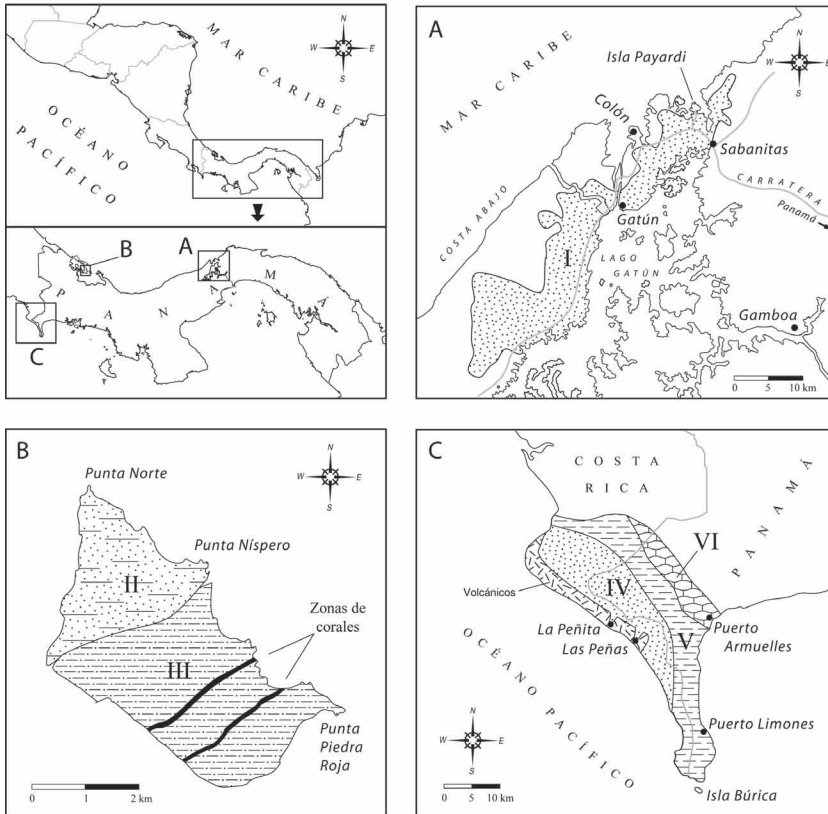 MAR CARIBE
OCÉANO
PACÍFICO
N
W
E
S
B
A
C
PANAMÁ
A
MAR CARIBE
Isla Payardi
N
W
E
S
Colón
Sabanitas
CARRATERA
Panamá
COSTA ABAJO
Gatún
I
LAGO
GATÚN
Gamboa
0
5
10 km
B
Punta Norte
N
W
E
S
Punta Níspero
II
Zonas de
corales
III
Punta
Piedra
Roja
0
1
2 km
C
COSTA
RICA
N
W
E
S
PANAMÁ
VI
Volcánicos
IV
La Peñita
Las Peñas
V
Puerto
Armuelles
OCÉANO PACÍFICO
Puerto Limones
N
W
E
S
0
5
10 km
Isla Búrica